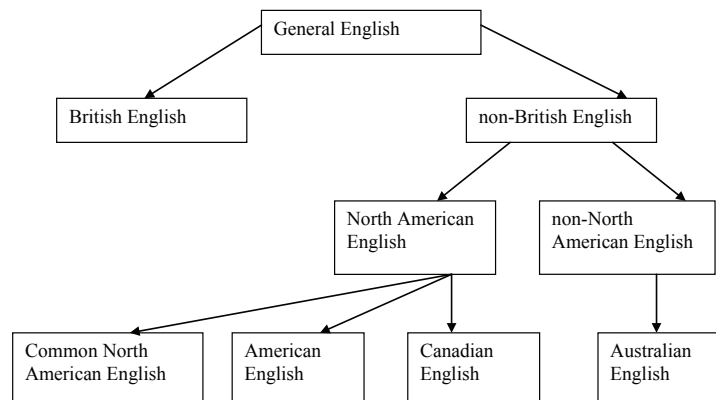 General English
British English
non-British English
North American
English
non-North
American English
Common North
American English
American
English
Canadian
English
Australian
English